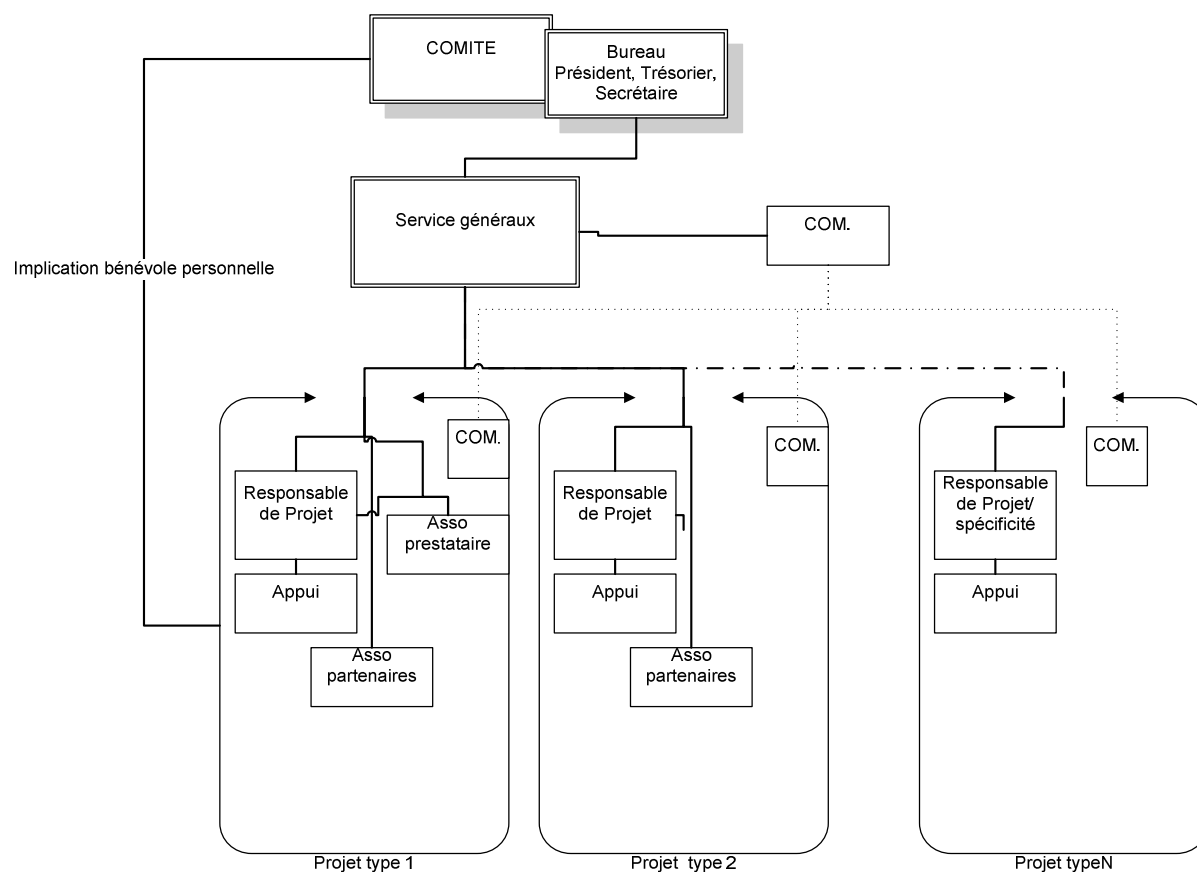 COMITE
Bureau
Président, Trésorier,
Secrétaire
Service généraux
COM.
Implication bénévole personnelle
COM.
Responsable
de Projet
Asso
prestataire
Appui
Asso
partenaires
Projet type 1
COM.
Responsable
de Projet
Appui
Asso
partenaires
Projet type 2
COM.
Responsable
de Projet/
spécificité
Appui
Projet typeN